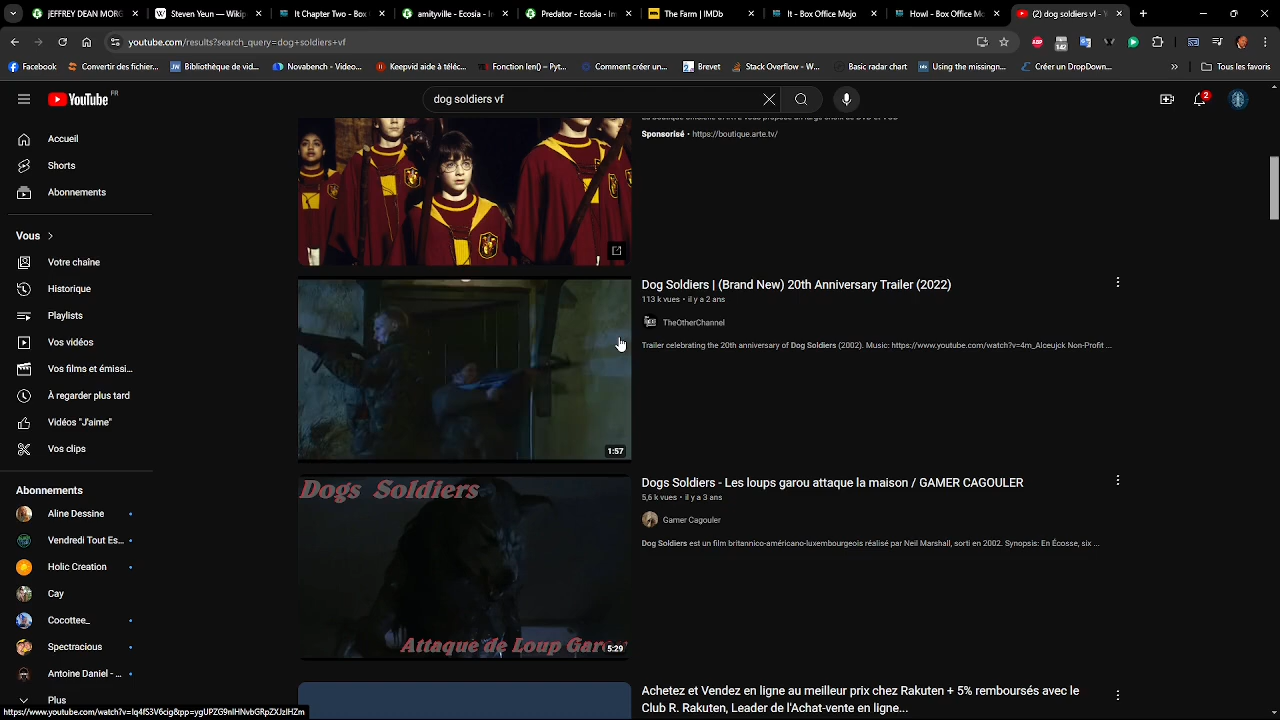 jEFFREY DEAN MORG
Steven Yeun — Wikip
It Chapter Two - Box
amityville - Ecosia - In
Predator - Ecosia - Im
The Farm | IMDb
It - Box Office Mojo
Howl - Box Office Mo
(2) dog soldiers vf - Y
youtube.com/results?search_query=dog+soldiers+vf
ABP
142
Facebook
Convertir des fichier...
Bibliothèque de vid...
Novabench - Video...
Keepvid aide à téléc...
Fonction len() – Pyt...
Comment créer un...
Brevet
Stack Overflow - W...
Basic radar chart
Using the missingn...
Créer un DropDown...
Tous les favoris
YouTube FR
dog soldiers vf
2
Accueil
Shorts
Abonnements
Vous
Votre chaîne
Historique
Playlists
Vos vidéos
Vos films et émissi...
À regarder plus tard
Vidéos "J'aime"
Vos clips
Abonnements
Aline Dessine
Vendredi Tout Es...
Holic Creation
Cay
Cocottee_
Spectracious
Antoine Daniel - ...
Plus
Sponsorisé • https://boutique.arte.tv/
Dog Soldiers | (Brand New) 20th Anniversary Trailer (2022)
113 k vues • il y a 2 ans
TheOtherChannel
Trailer celebrating the 20th anniversary of Dog Soldiers (2002). Music: https://www.youtube.com/watch?v=4m_Alceujck Non-Profit ...
1:57
Dogs Soldiers
Attaque de Loup Garou
5:29
Dogs Soldiers - Les loups garou attaque la maison / GAMER CAGOULER
5,6 k vues • il y a 3 ans
Gamer Cagouler
Dog Soldiers est un film britannico-américano-luxembourgeois réalisé par Neil Marshall, sorti en 2002. Synopsis: En Écosse, six ...
Achetez et Vendez en ligne au meilleur prix chez Rakuten + 5% remboursés avec le
Club R. Rakuten, Leader de l'Achat-vente en ligne...